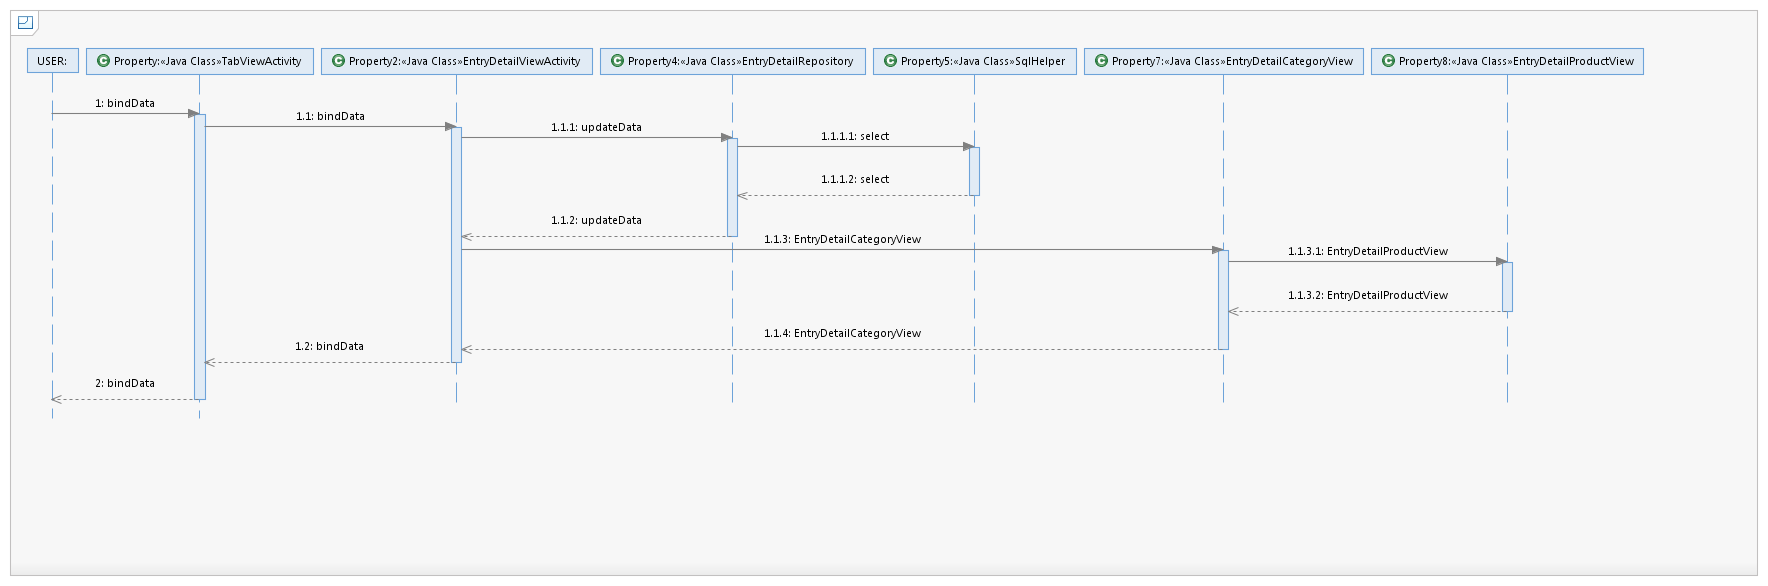 USER:
C Property:«Java Class»TabViewActivity
C Property2:«Java Class»EntryDetailViewActivity
C Property4:«Java Class»EntryDetailRepository
C Property5:«Java Class»SqlHelper
C Property7:«Java Class»EntryDetailCategoryView
C Property8:«Java Class»EntryDetailProductView
1: bindData
1.1: bindData
1.1.1: updateData
1.1.1.1: select
1.1.1.2: select
1.1.2: updateData
1.1.3: EntryDetailCategoryView
1.1.3.1: EntryDetailProductView
1.1.3.2: EntryDetailProductView
1.1.4: EntryDetailCategoryView
1.2: bindData
2: bindData